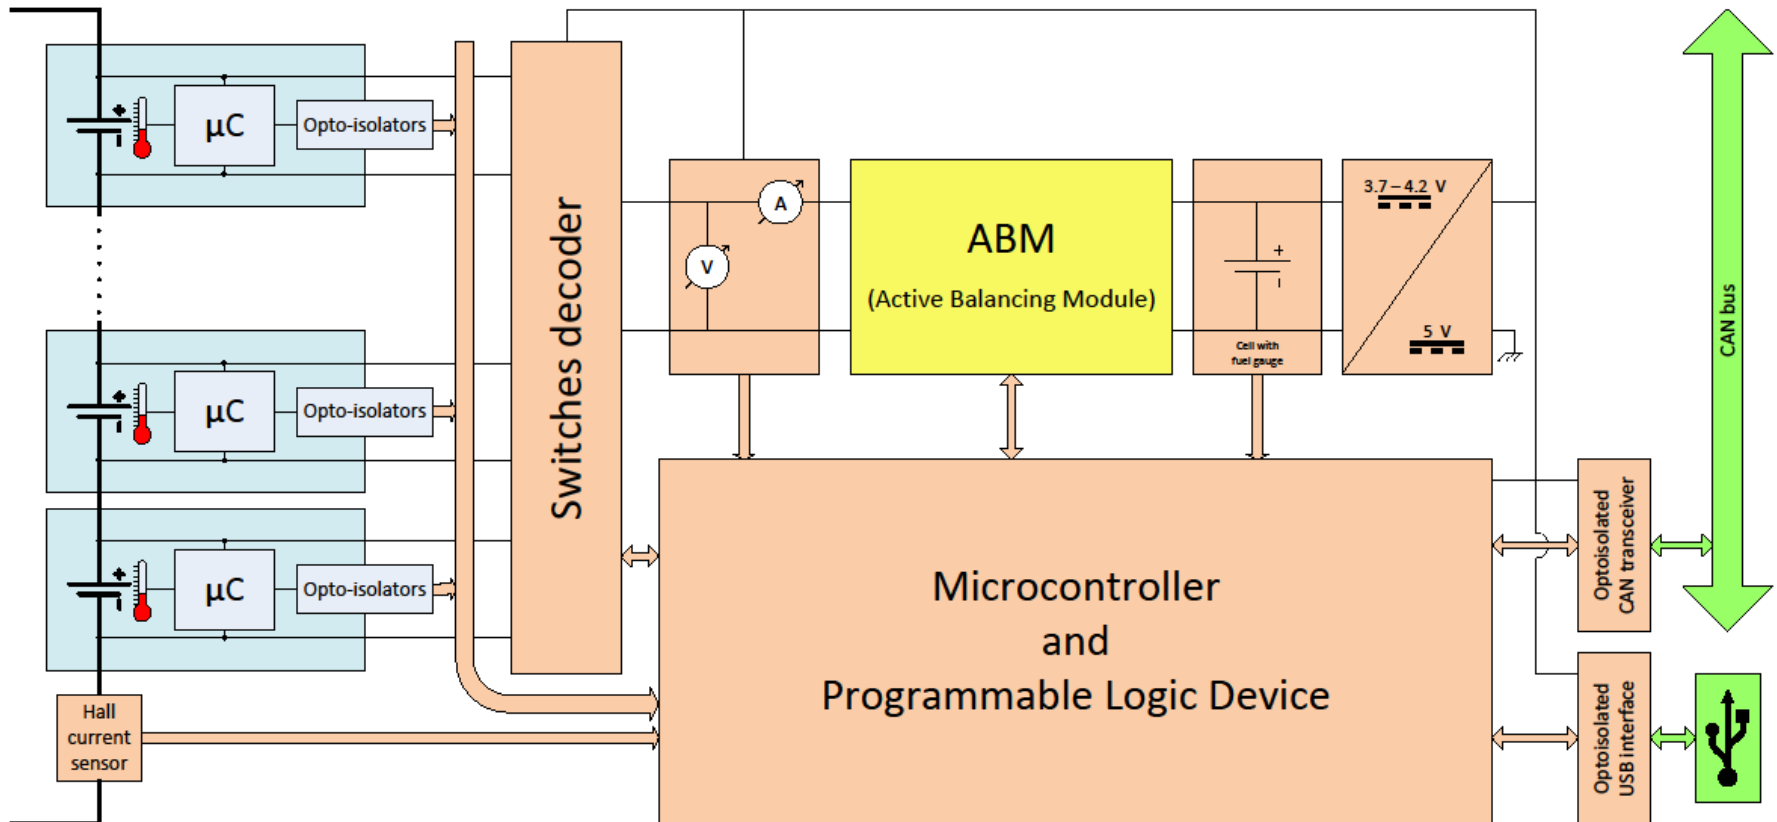 μC
Opto-isolators
μC
Opto-isolators
μC
Opto-isolators
Hall
current
sensor
Switches decoder
A
V
ABM
(Active Balancing Module)
+
Cell with
fuel gauge
3.7 – 4.2 V
5 V
Microcontroller
and
Programmable Logic Device
Optoisolated
CAN transceiver
Optoisolated
USB interface
CAN bus